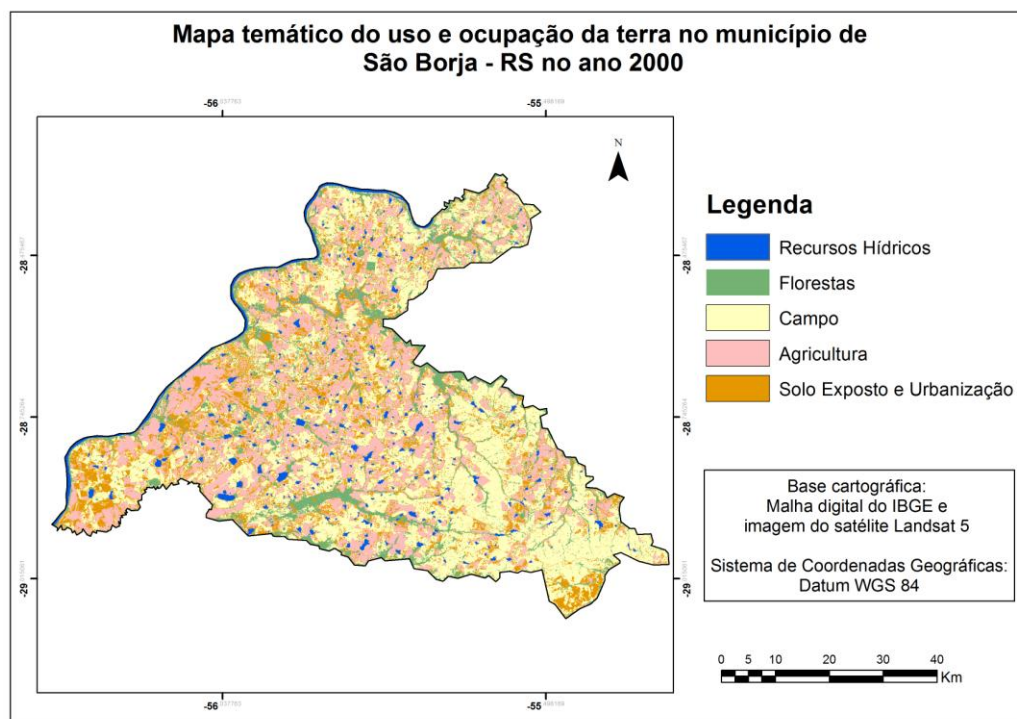 Mapa temático do uso e ocupação da terra no município de
São Borja - RS no ano 2000
-56
-55
N
-28
-28
-29
-28
-28
-29
-56
-55
Legenda
Recursos Hídricos
Florestas
Campo
Agricultura
Solo Exposto e Urbanização
Base cartográfica:
Malha digital do IBGE e
imagem do satélite Landsat 5
Sistema de Coordenadas Geográficas:
Datum WGS 84
0 5 10 20 30 40
Km